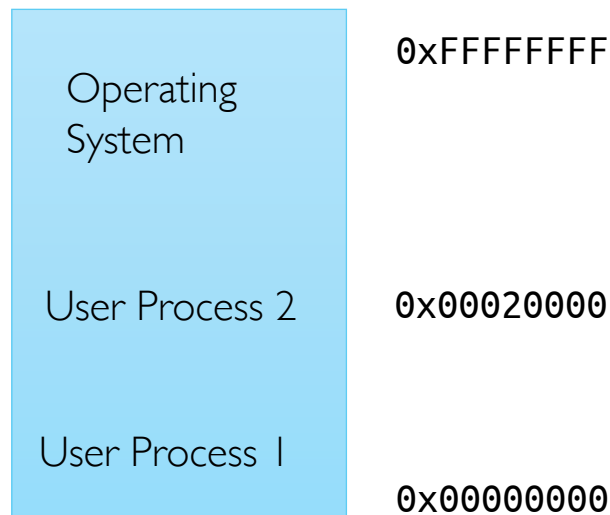 0xFFFFFFFF
Operating
System
User Process 2
0x00020000
User Process 1
0x00000000